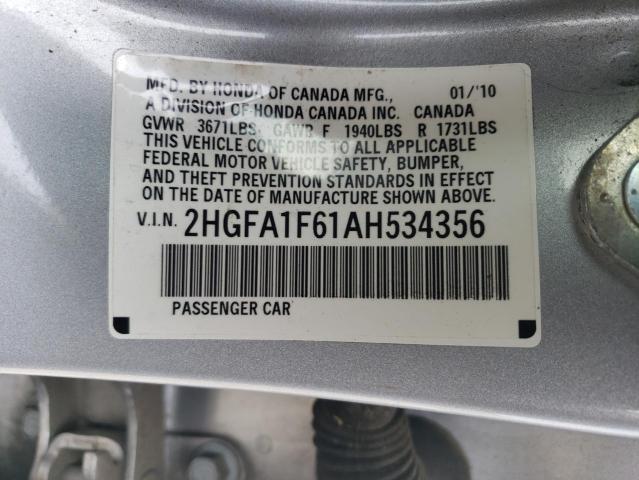 MFD. BY HONDA OF CANADA MFG., 01/'10
A DIVISION OF HONDA CANADA INC. CANADA
GVWR 3671LBS GAWR F 1940LBS R 1731LBS
THIS VEHICLE CONFORMS TO ALL APPLICABLE
FEDERAL MOTOR VEHICLE SAFETY, BUMPER,
AND THEFT PREVENTION STANDARDS IN EFFECT
ON THE DATE OF MANUFACTURE SHOWN ABOVE.
V.I.N. 2HGFA1F61AH534356
PASSENGER CAR